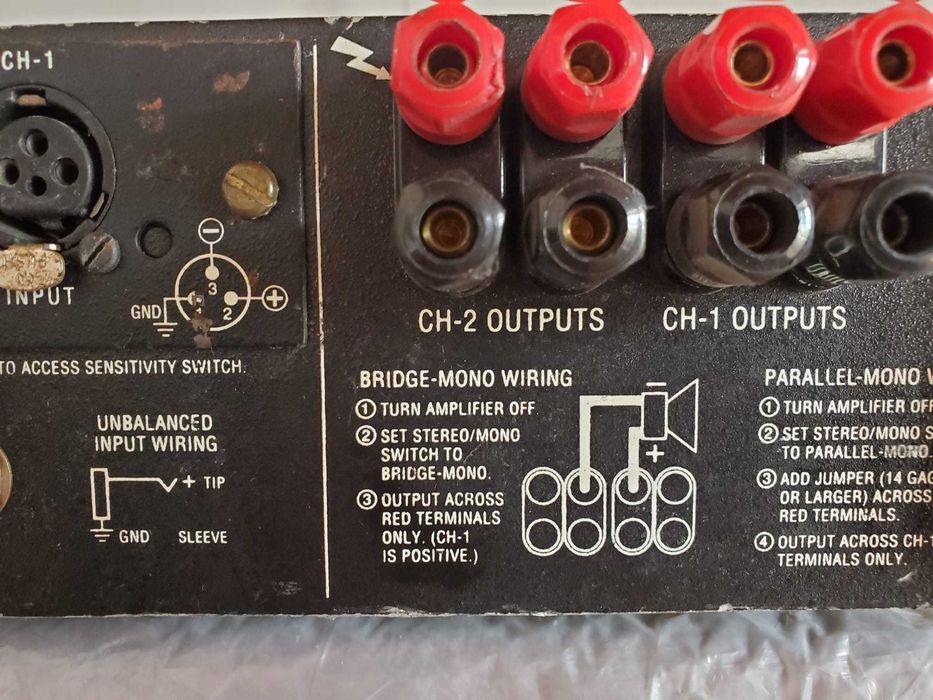 CH-1
INPUT
−
3
GND 1 2 +
TO ACCESS SENSITIVITY SWITCH.
UNBALANCED
INPUT WIRING
+ TIP
GND SLEEVE
CH-2 OUTPUTS
CH-1 OUTPUTS
BRIDGE-MONO WIRING
① TURN AMPLIFIER OFF
② SET STEREO/MONO
SWITCH TO
BRIDGE-MONO.
③ OUTPUT ACROSS
RED TERMINALS
ONLY. (CH-1
IS POSITIVE.)
−
+
PARALLEL-MONO
① TURN AMPLIFIER OFF
② SET STEREO/MONO
TO PARALLEL-MONO.
③ ADD JUMPER (14
OR LARGER) ACROSS
RED TERMINALS.
④ OUTPUT ACROSS CH-1
TERMINALS ONLY.